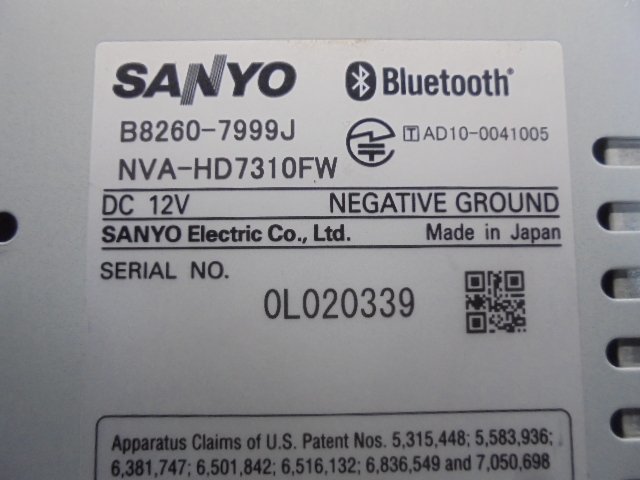 SANYO Bluetooth®
B8260-7999J
T AD10-0041005
NVA-HD7310FW
DC 12V NEGATIVE GROUND
SANYO Electric Co., Ltd. Made in Japan
SERIAL NO.
0L020339
Apparatus Claims of U.S. Patent Nos. 5,315,448; 5,583,936;
6,381,747; 6,501,842; 6,516,132; 6,836,549 and 7,050,698